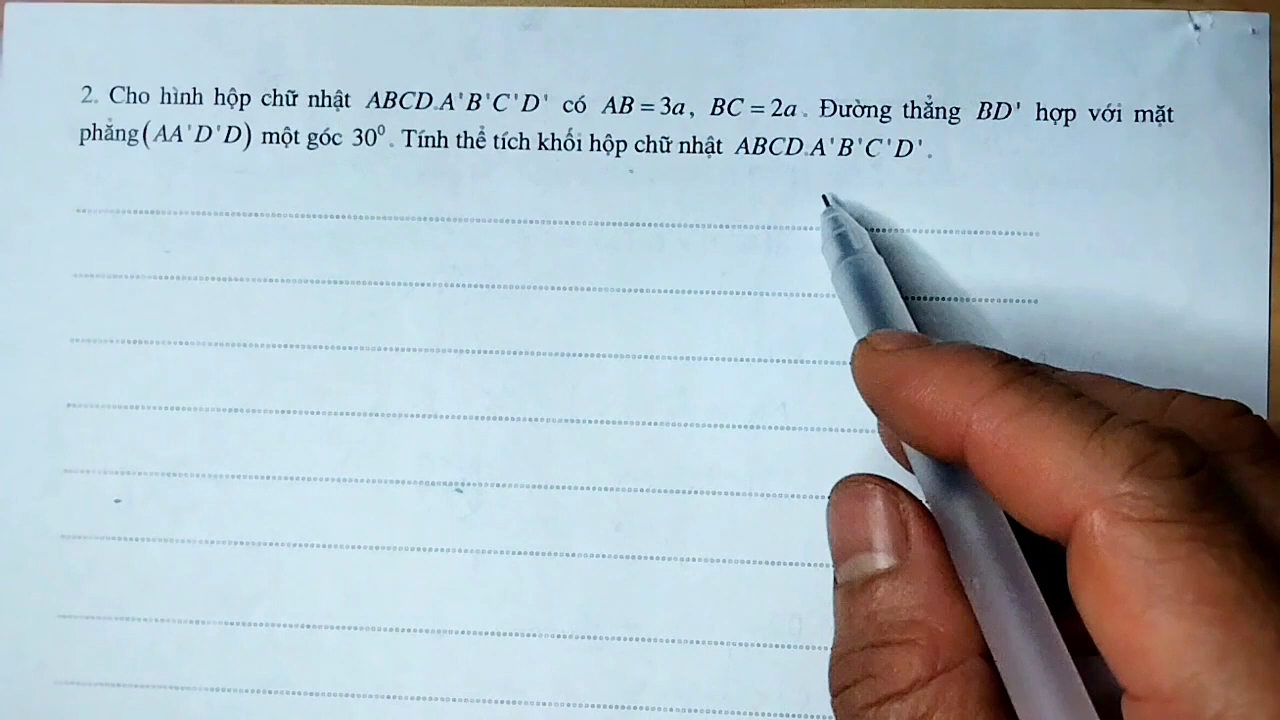 2. Cho hình hộp chữ nhật ABCD.A'B'C'D' có AB = 3a, BC = 2a. Đường thẳng BD' hợp với mặt
phẳng (AA'D'D) một góc 30⁰. Tính thể tích khối hộp chữ nhật ABCD.A'B'C'D'.